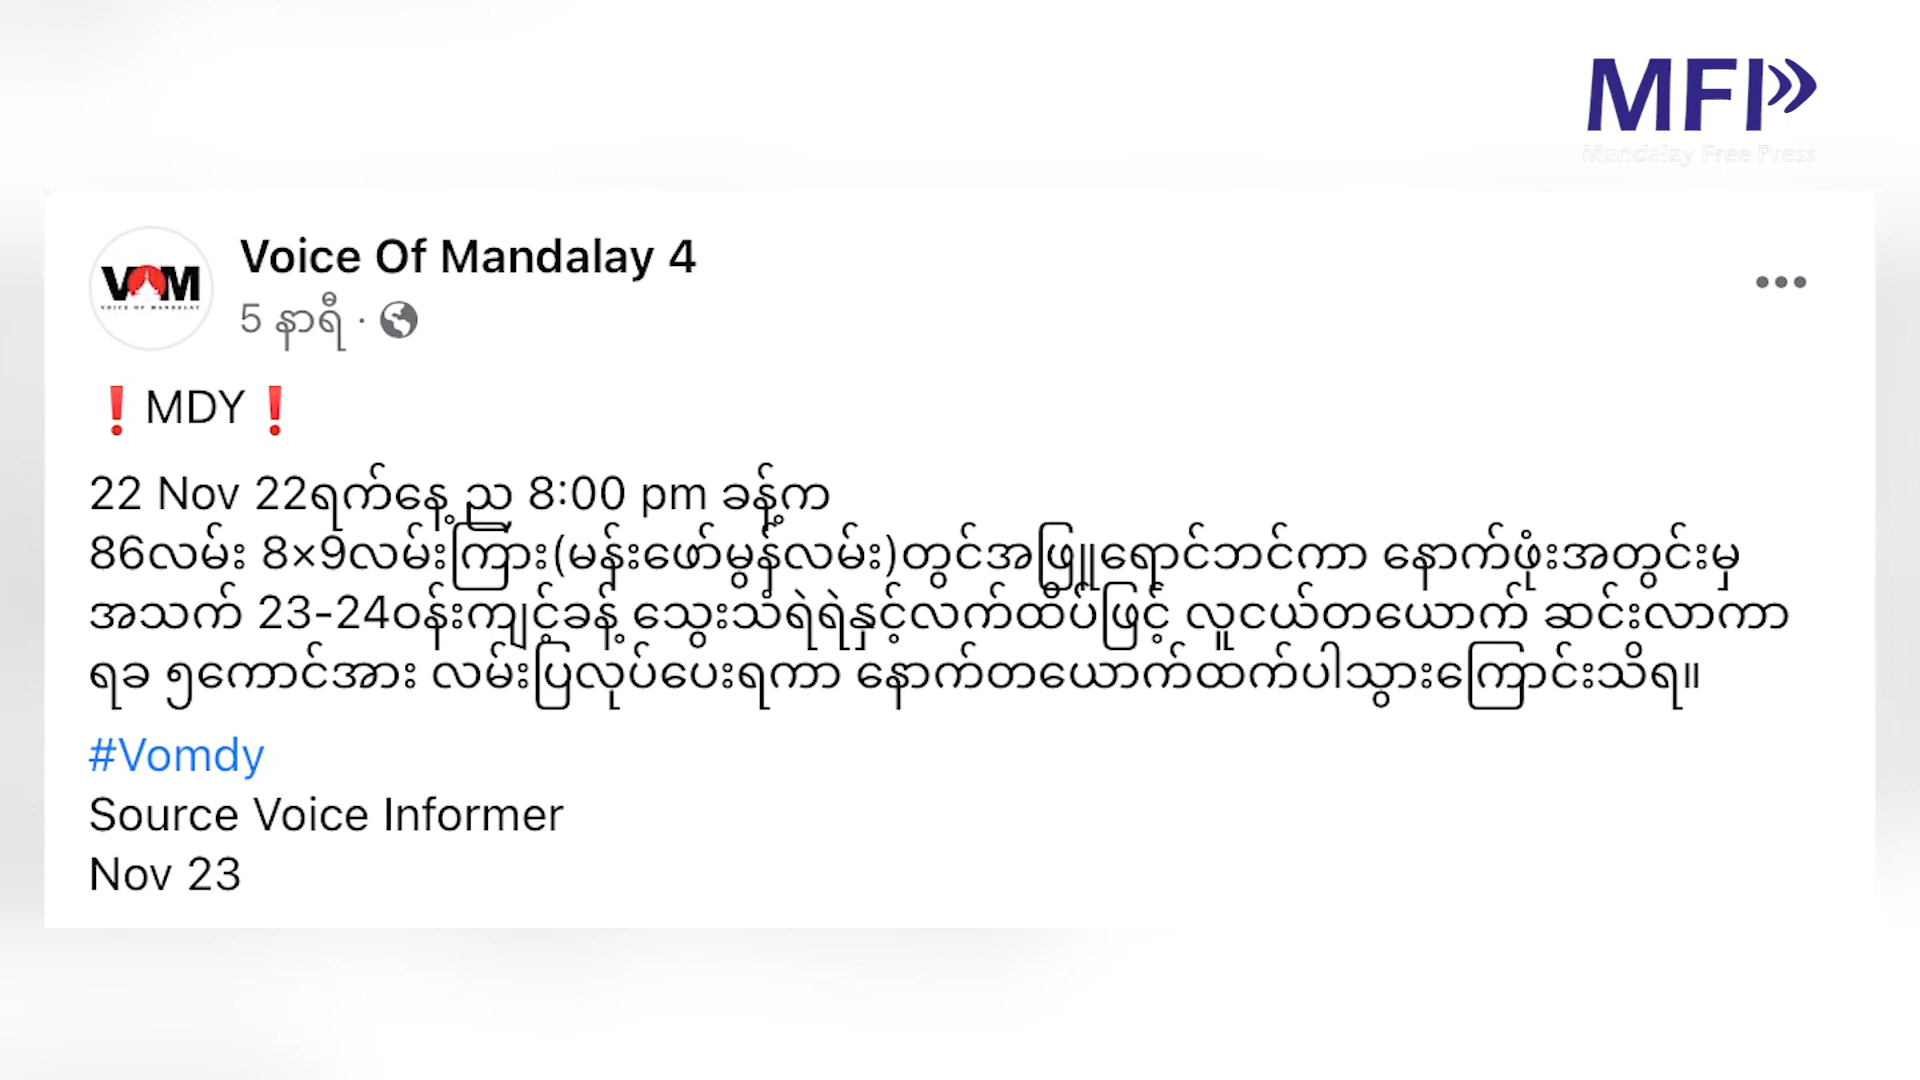 MFP
Mandalay Free Press
VOM
VOICE OF MANDALAY
Voice Of Mandalay 4
5 နာရီ ·
❗MDY❗
22 Nov 22ရက်နေ့ ည 8:00 pm ခန့်က
86လမ်း 8×9လမ်းကြား(မန်းဖော်မွန်လမ်း)တွင်အဖြူရောင်ဘင်ကာ နောက်ဖုံးအတွင်းမှ
အသက် 23-24ဝန်းကျင့်ခန့် သွေးသံရဲရဲနှင့်လက်ထိပ်ဖြင့် လူငယ်တယောက် ဆင်းလာကာ
ရခ ၅ကောင်အား လမ်းပြလုပ်ပေးရကာ နောက်တယောက်ထက်ပါသွားကြောင်းသိရ။
#Vomdy
Source Voice Informer
Nov 23